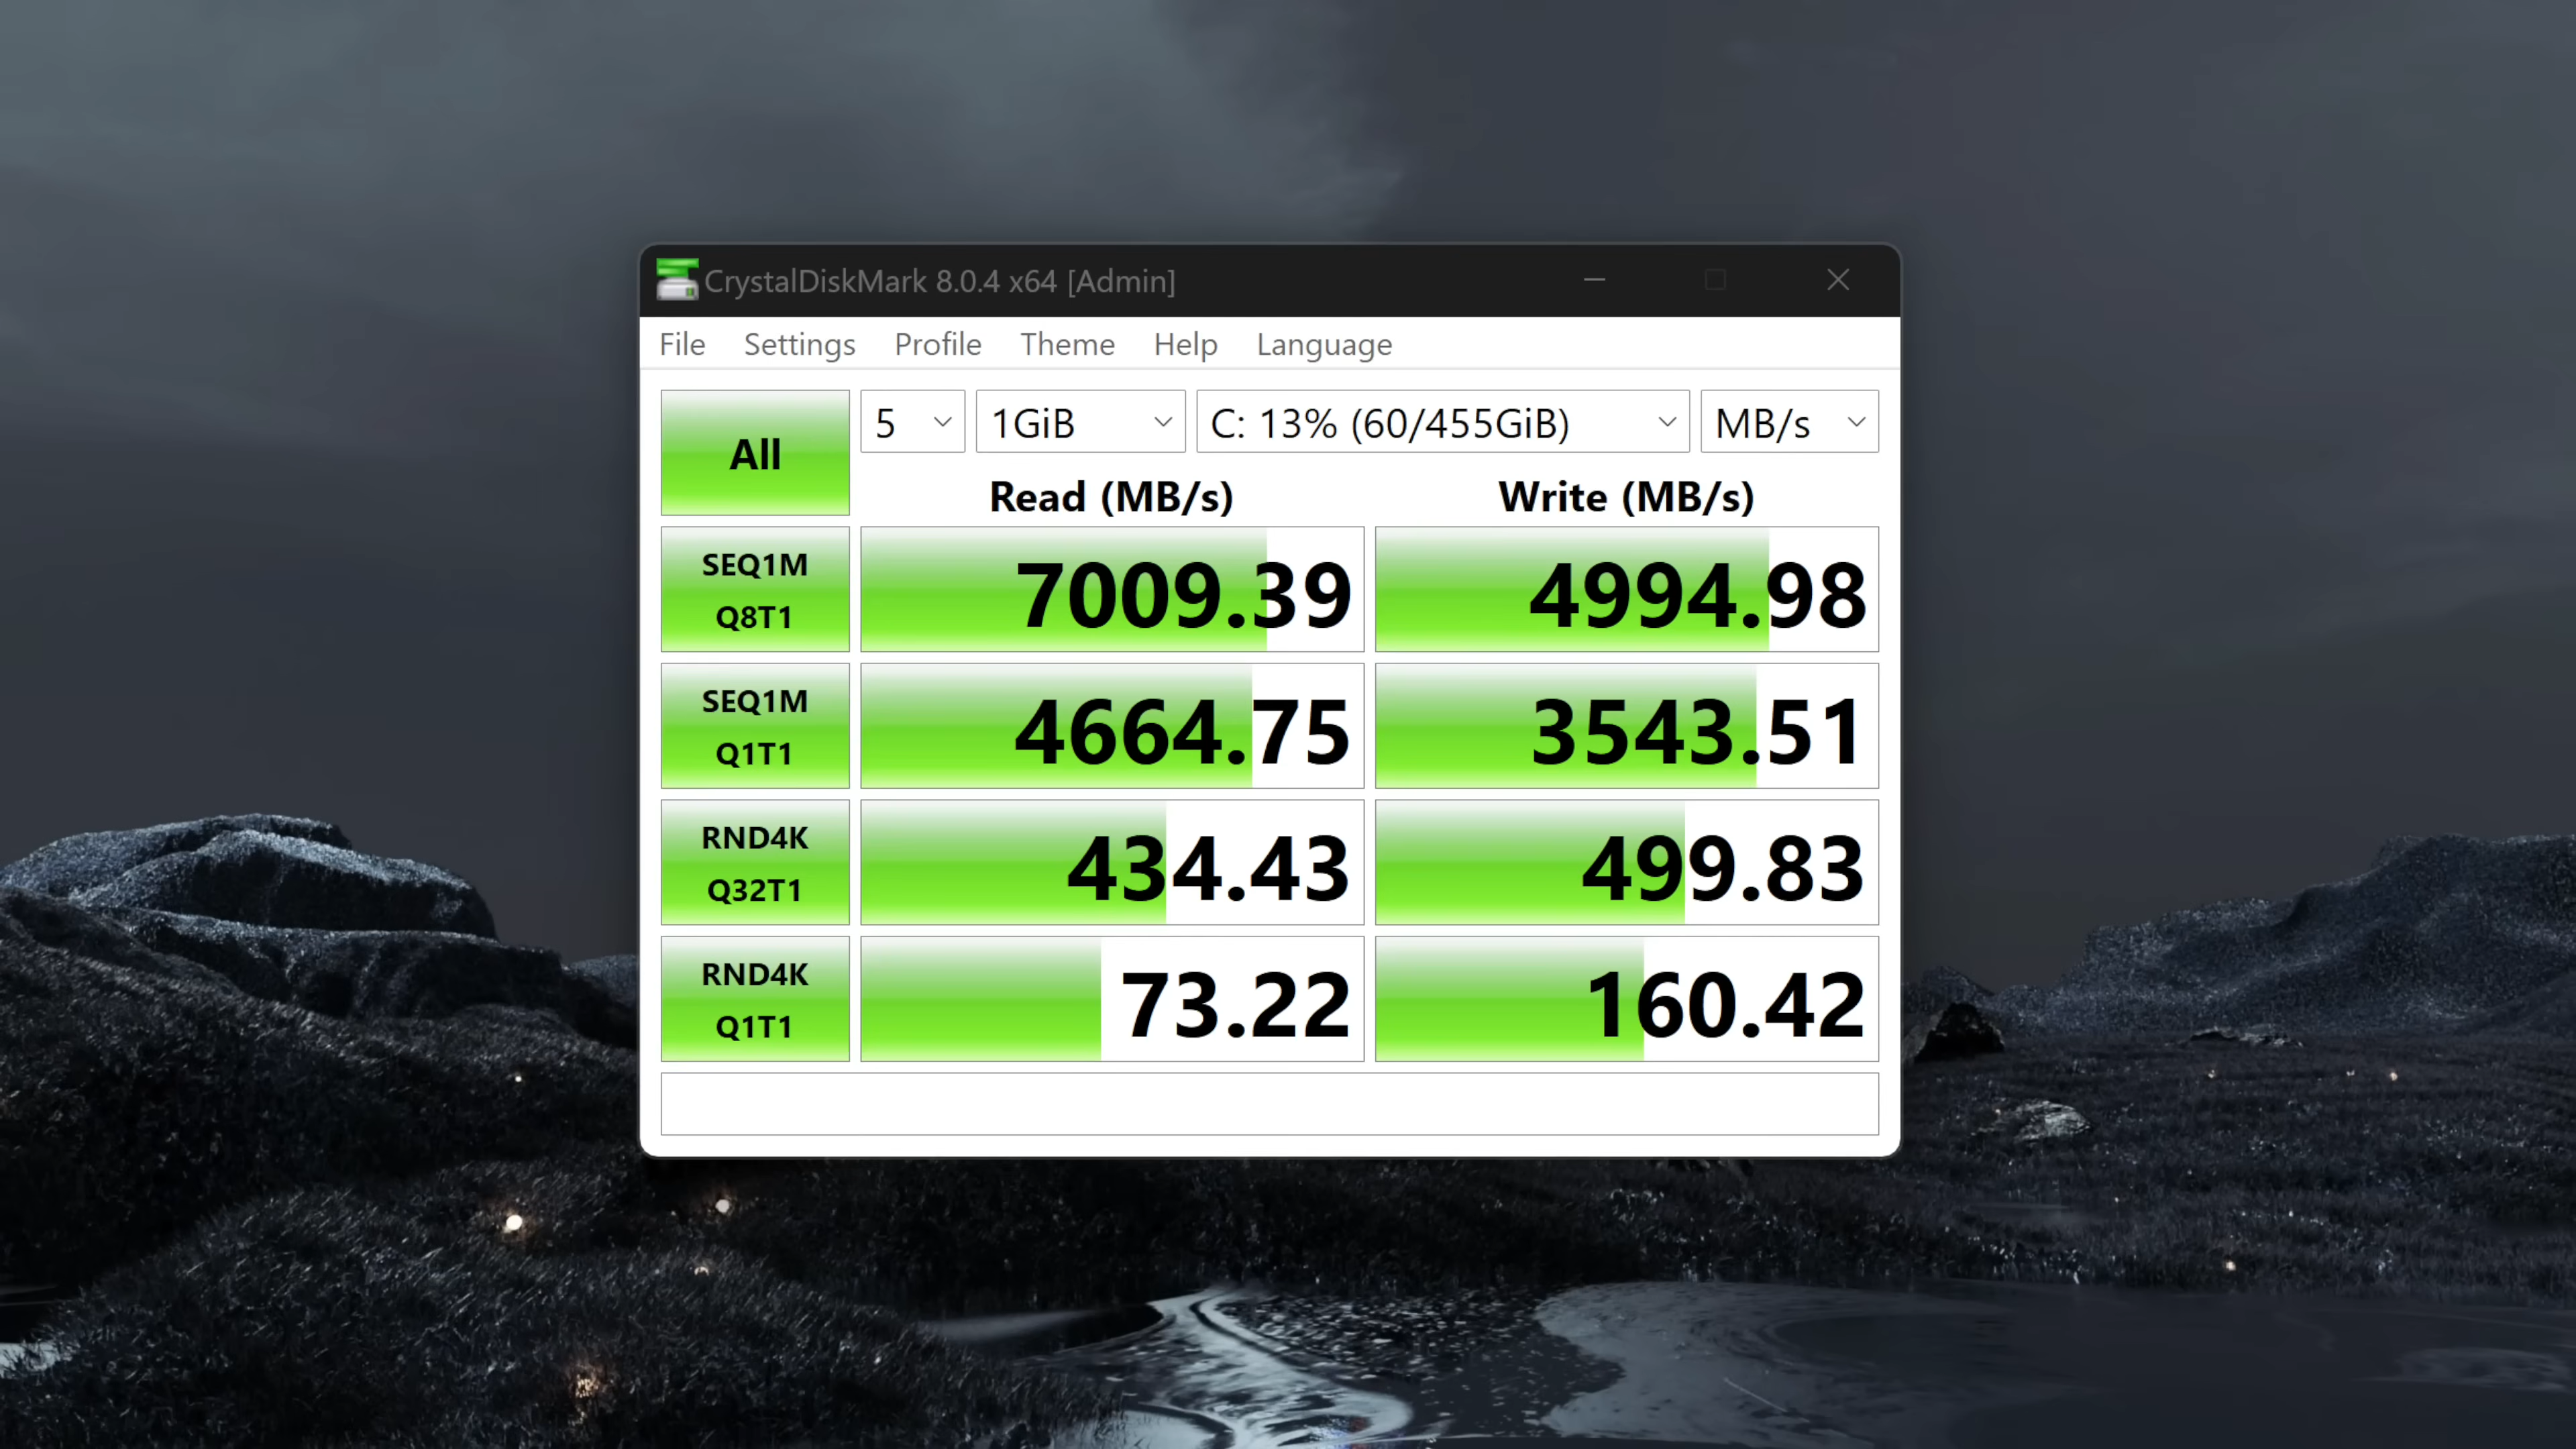 CrystalDiskMark 8.0.4 x64 [Admin]
File Settings Profile Theme Help Language
All
5 1GiB C: 13% (60/455GiB) MB/s
Read (MB/s) Write (MB/s)
SEQ1M
Q8T1
7009.39 4994.98
SEQ1M
Q1T1
4664.75 3543.51
RND4K
Q32T1
434.43 499.83
RND4K
Q1T1
73.22 160.42